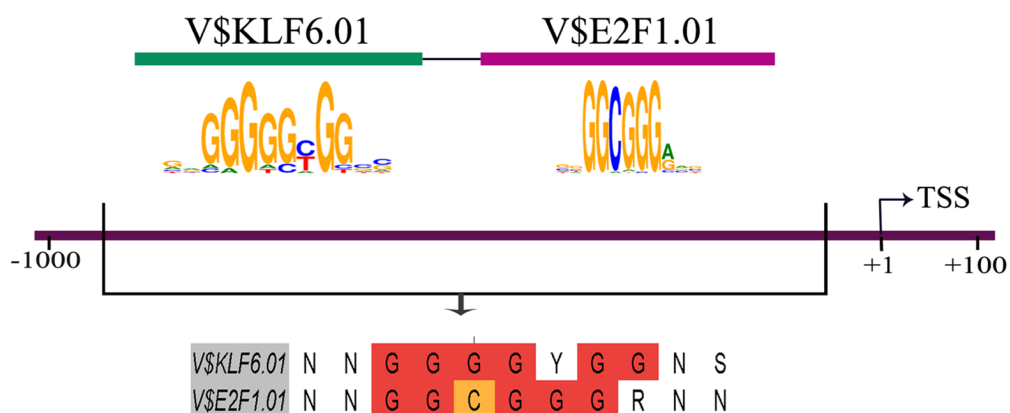 V$KLF6.01 V$E2F1.01
GGGGGCGG GGCGGGA
-1000 +1 TSS +100
V$KLF6.01 N N G G G G Y G G N S
V$E2F1.01 N N G G C G G G R N N